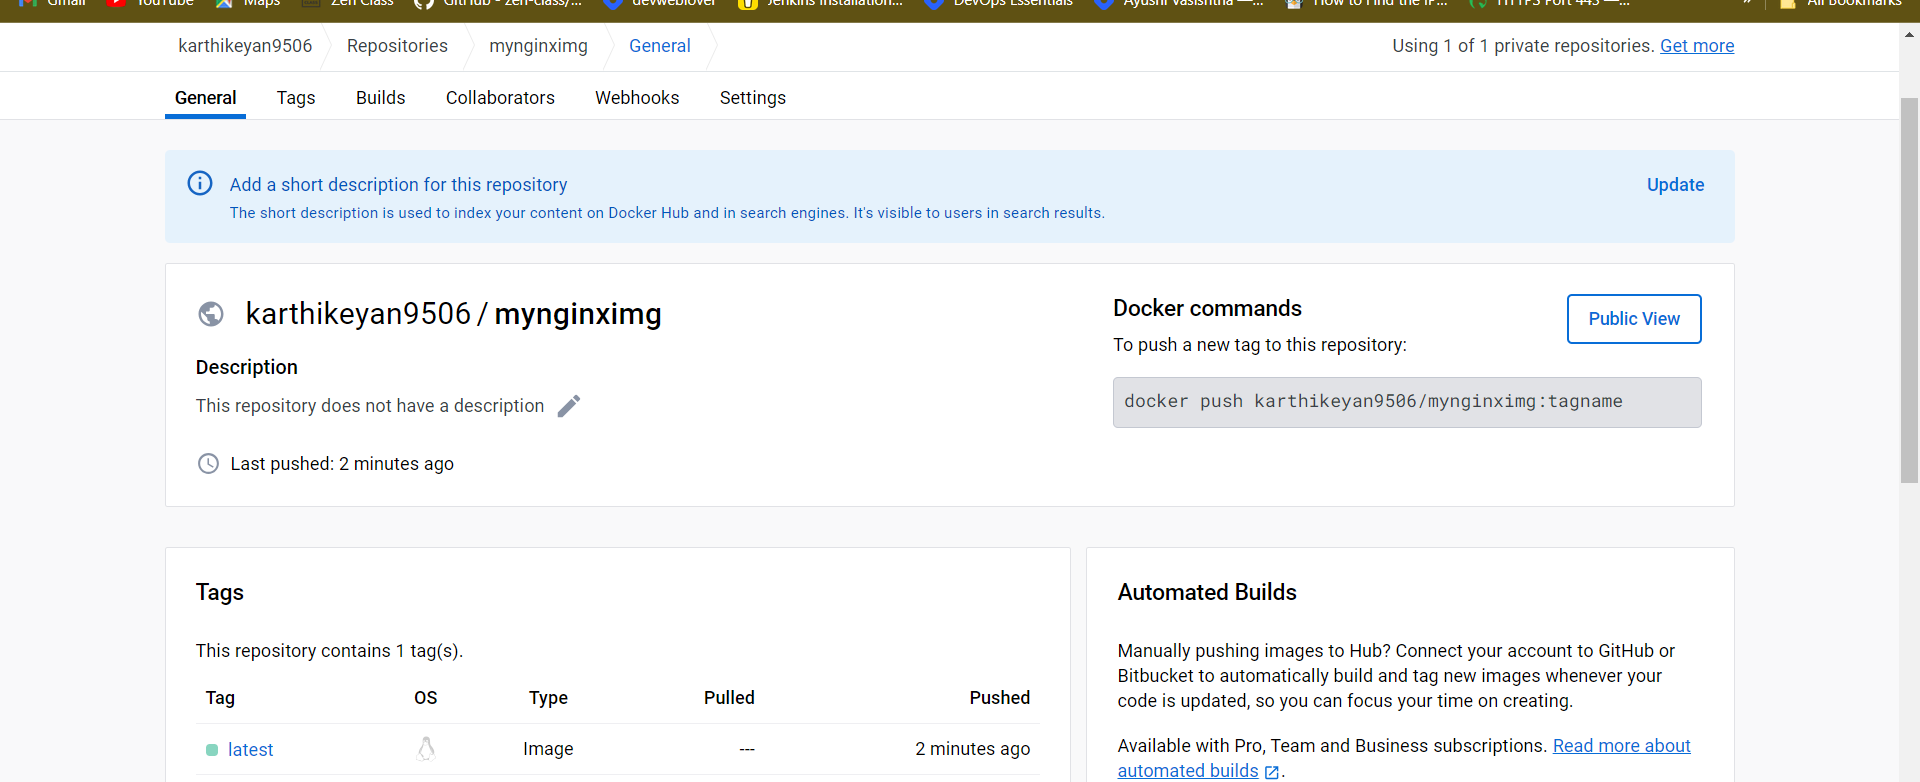 Gmail YouTube Maps Zen Class GitHub - zen-class/... devweblover Jenkins Installation... DevOps Essentials Ayushi Vasishtha —... How to Find the IP... HTTPS Port 443 —... » All Bookmarks
karthikeyan9506 Repositories mynginximg General Using 1 of 1 private repositories. Get more
General Tags Builds Collaborators Webhooks Settings
Add a short description for this repository Update
The short description is used to index your content on Docker Hub and in search engines. It's visible to users in search results.
karthikeyan9506 / mynginximg
Docker commands
Public View
To push a new tag to this repository:
Description
This repository does not have a description
docker push karthikeyan9506/mynginximg:tagname
Last pushed: 2 minutes ago
Tags
This repository contains 1 tag(s).
Tag OS Type Pulled Pushed
latest Image --- 2 minutes ago
Automated Builds
Manually pushing images to Hub? Connect your account to GitHub or
Bitbucket to automatically build and tag new images whenever your
code is updated, so you can focus your time on creating.
Available with Pro, Team and Business subscriptions. Read more about
automated builds .